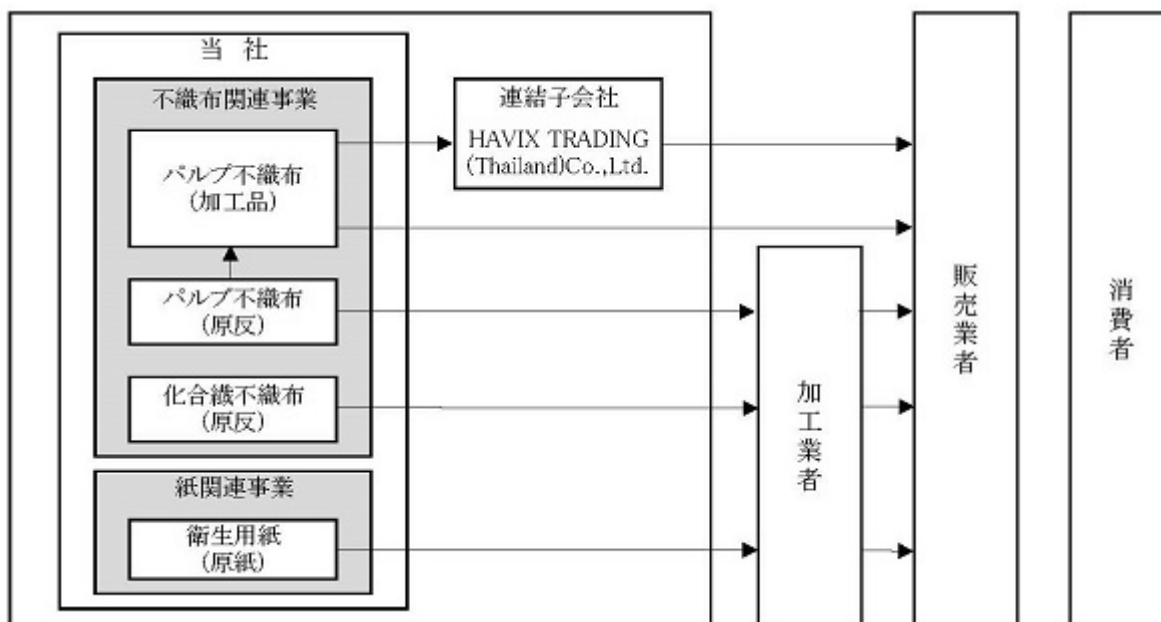 当 社
不織布関連事業
パルプ不織布
(加工品)
パルプ不織布
(原反)
化合繊不織布
(原反)
紙関連事業
衛生用紙
(原紙)
連結子会社
HAVIX TRADING
(Thailand)Co.,Ltd.
加工業者
販売業者
消費者